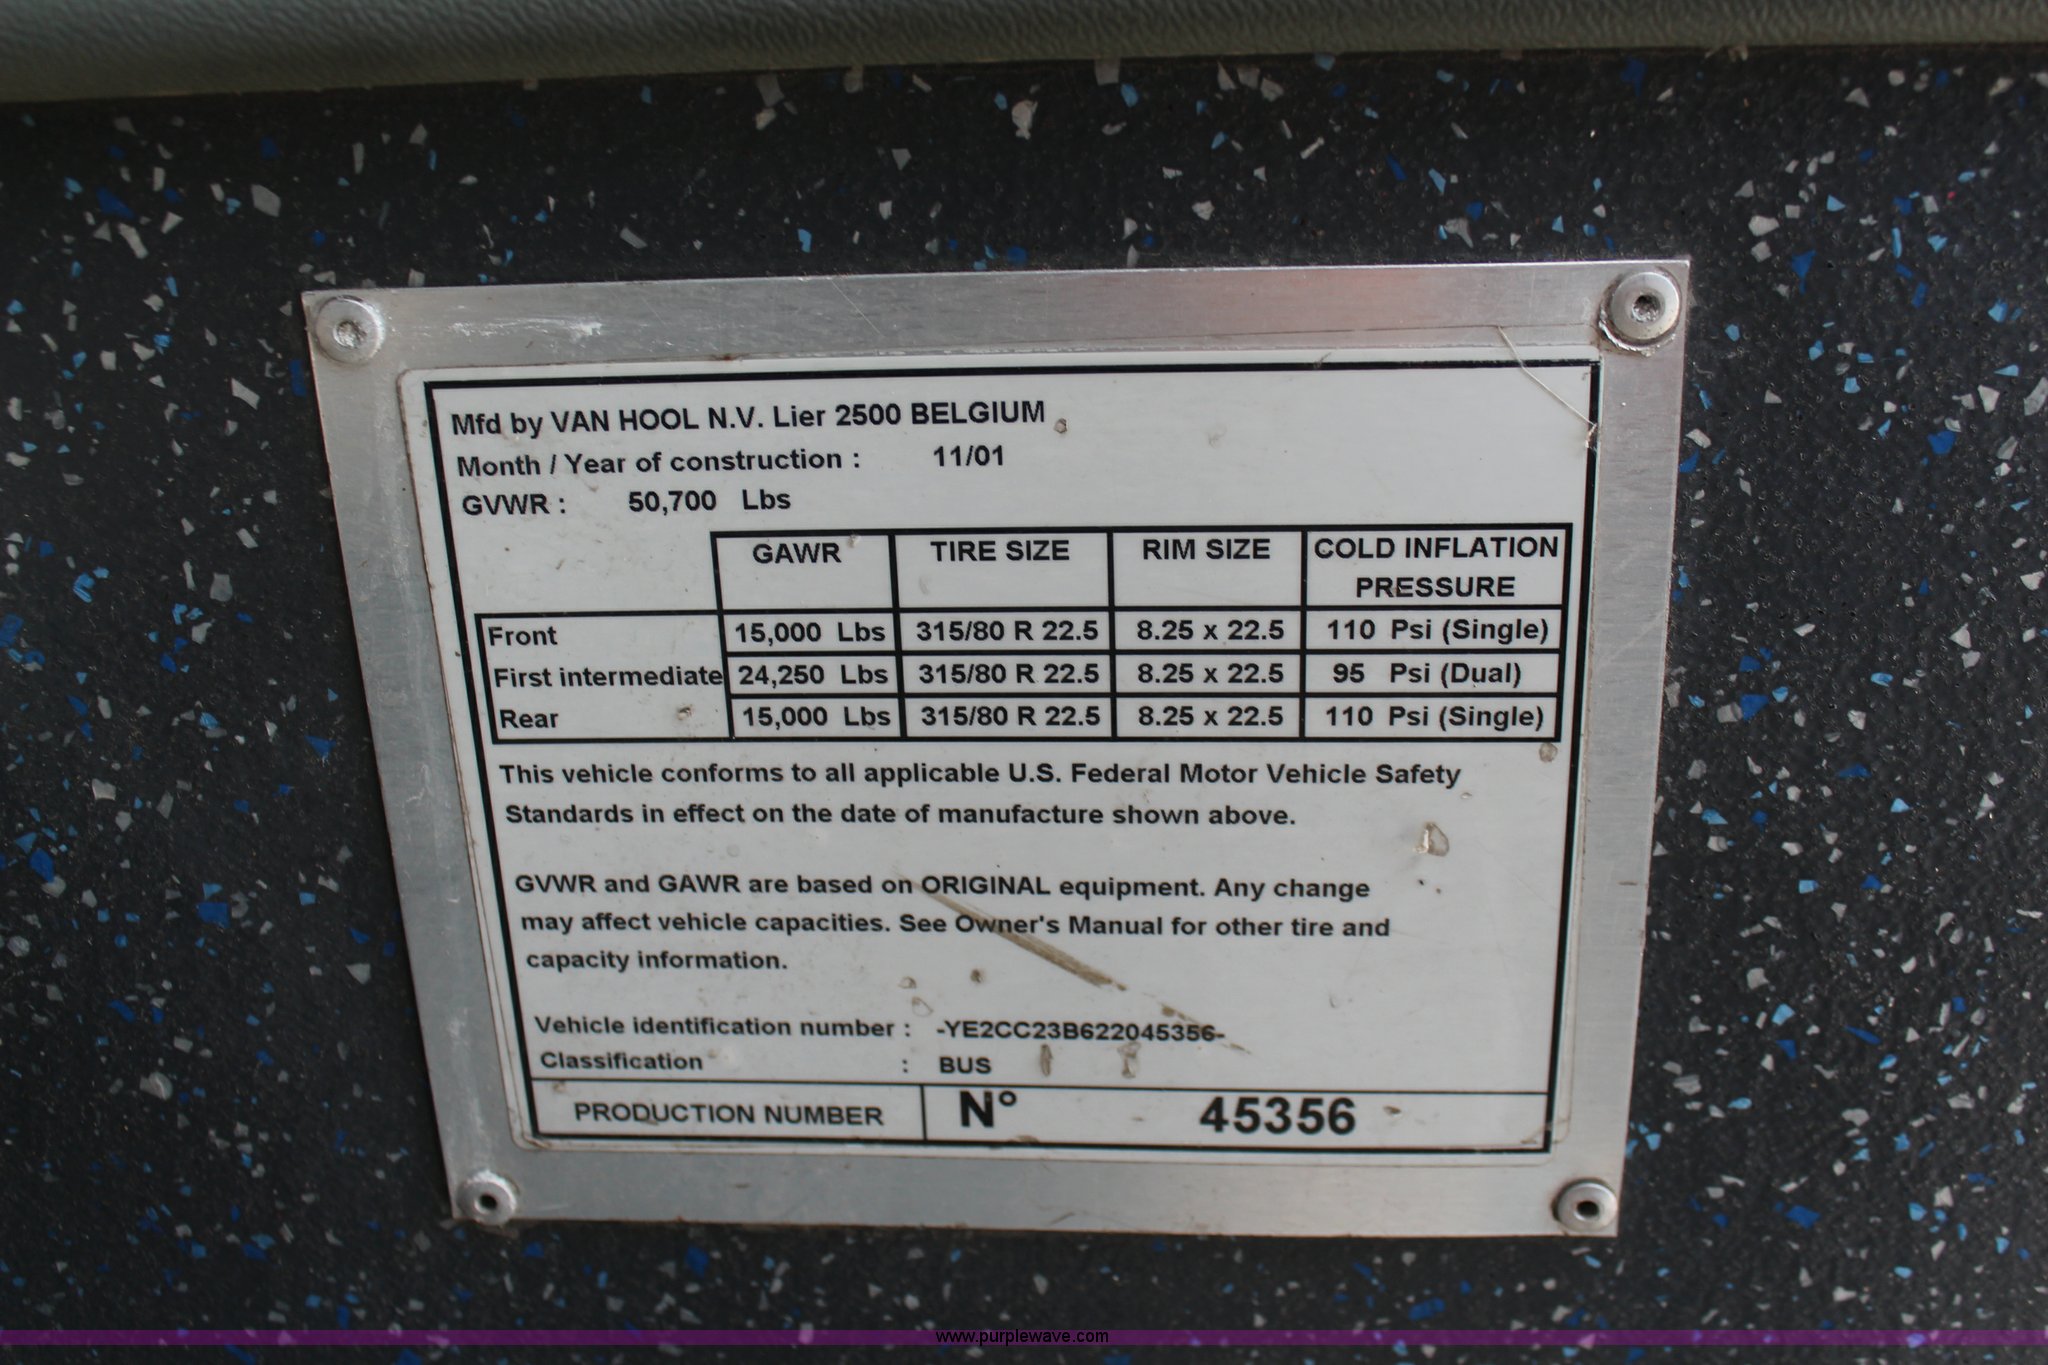 Mfd by VAN HOOL N.V. Lier 2500 BELGIUM
Month / Year of construction : 11/01
GVWR : 50,700 Lbs
GAWR TIRE SIZE RIM SIZE COLD INFLATION PRESSURE
Front 15,000 Lbs 315/80 R 22.5 8.25 x 22.5 110 Psi (Single)
First intermediate 24,250 Lbs 315/80 R 22.5 8.25 x 22.5 95 Psi (Dual)
Rear 15,000 Lbs 315/80 R 22.5 8.25 x 22.5 110 Psi (Single)
This vehicle conforms to all applicable U.S. Federal Motor Vehicle Safety
Standards in effect on the date of manufacture shown above.
GVWR and GAWR are based on ORIGINAL equipment. Any change
may affect vehicle capacities. See Owner's Manual for other tire and
capacity information.
Vehicle identification number : -YE2CC23B622045356-
Classification : BUS
PRODUCTION NUMBER N° 45356
www.purplewave.com